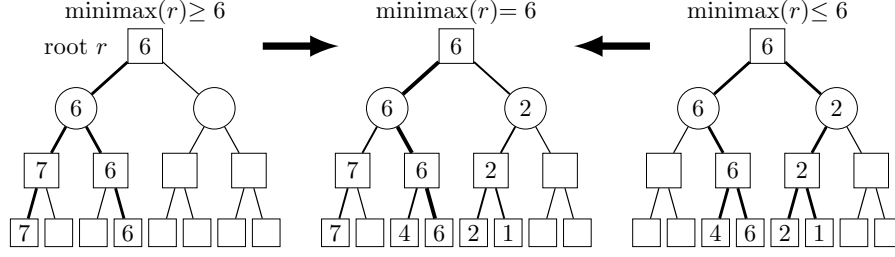 minimax(r)≥ 6 minimax(r)= 6 minimax(r)≤ 6
root r 6 6 6
6 6 2 6 2
7 6 7 6 2 6 2
7 6 7 4 6 2 1 4 6 2 1